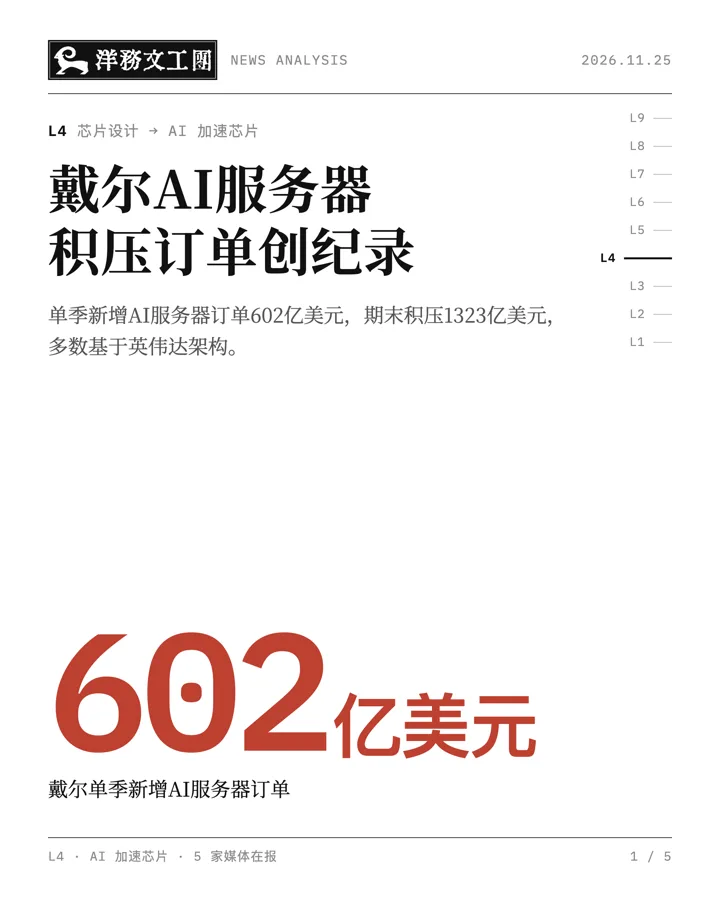 洋務文工團 NEWS ANALYSIS 2026.11.25
L4 芯片设计 → AI 加速芯片
戴尔AI服务器
积压订单创纪录
单季新增AI服务器订单602亿美元，期末积压1323亿美元，
多数基于英伟达架构。
L9
L8
L7
L6
L5
L4
L3
L2
L1
602亿美元
戴尔单季新增AI服务器订单
L4 · AI 加速芯片 · 5 家媒体在报 1 / 5